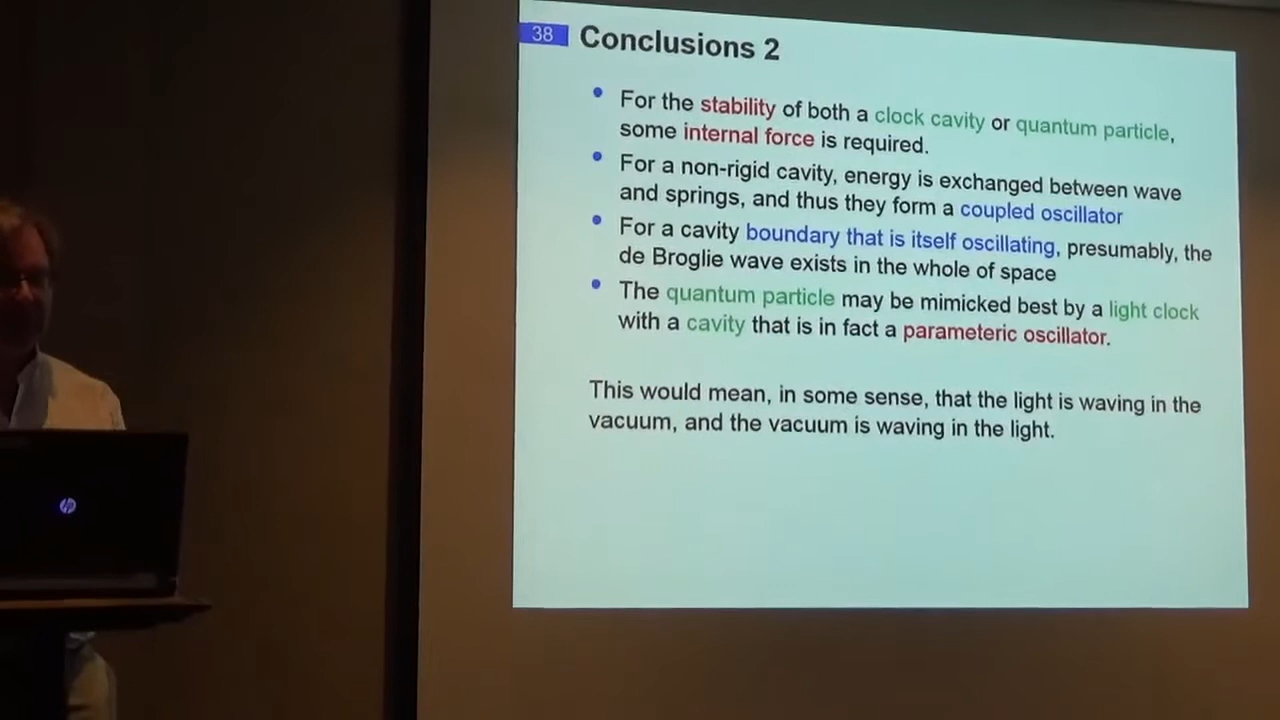 38
Conclusions 2
• For the stability of both a clock cavity or quantum particle,
some internal force is required.
• For a non-rigid cavity, energy is exchanged between wave
and springs, and thus they form a coupled oscillator
• For a cavity boundary that is itself oscillating, presumably, the
de Broglie wave exists in the whole of space
• The quantum particle may be mimicked best by a light clock
with a cavity that is in fact a parameteric oscillator.
This would mean, in some sense, that the light is waving in the
vacuum, and the vacuum is waving in the light.
hp